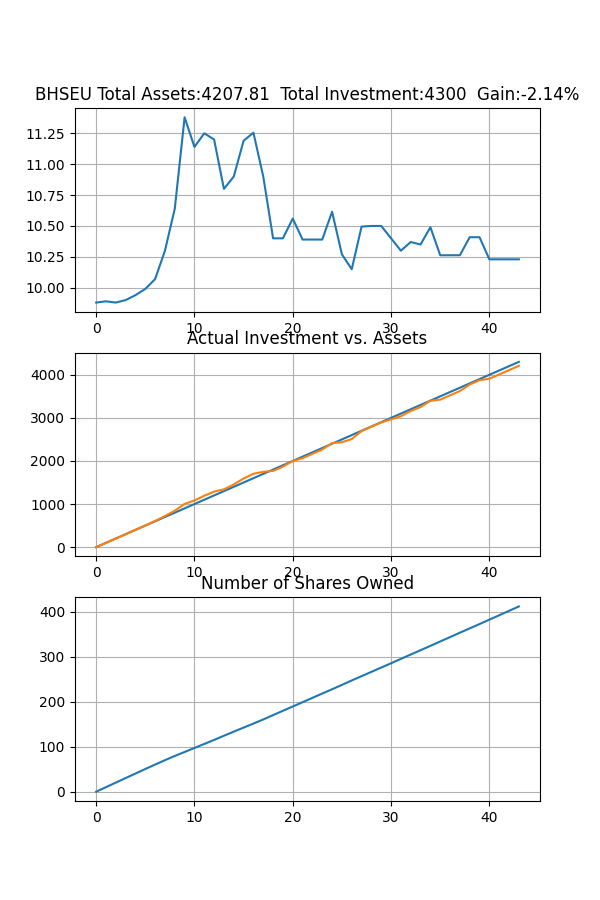 BHSEU Total Assets:4207.81  Total Investment:4300  Gain:-2.14%
11.25
11.00
10.75
10.50
10.25
10.00
0 10 20 30 40
Actual Investment vs. Assets
4000
3000
2000
1000
0
0 10 20 30 40
Number of Shares Owned
400
300
200
100
0
0 10 20 30 40